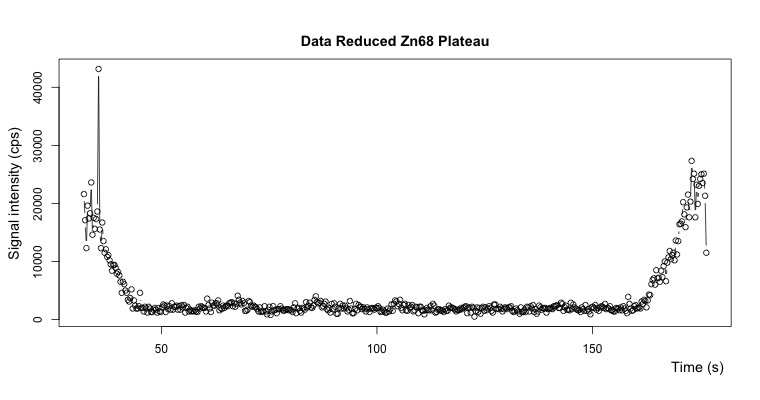 Data Reduced Zn68 Plateau
Signal intensity (cps)
40000
30000
20000
10000
0
50
100
150
Time (s)